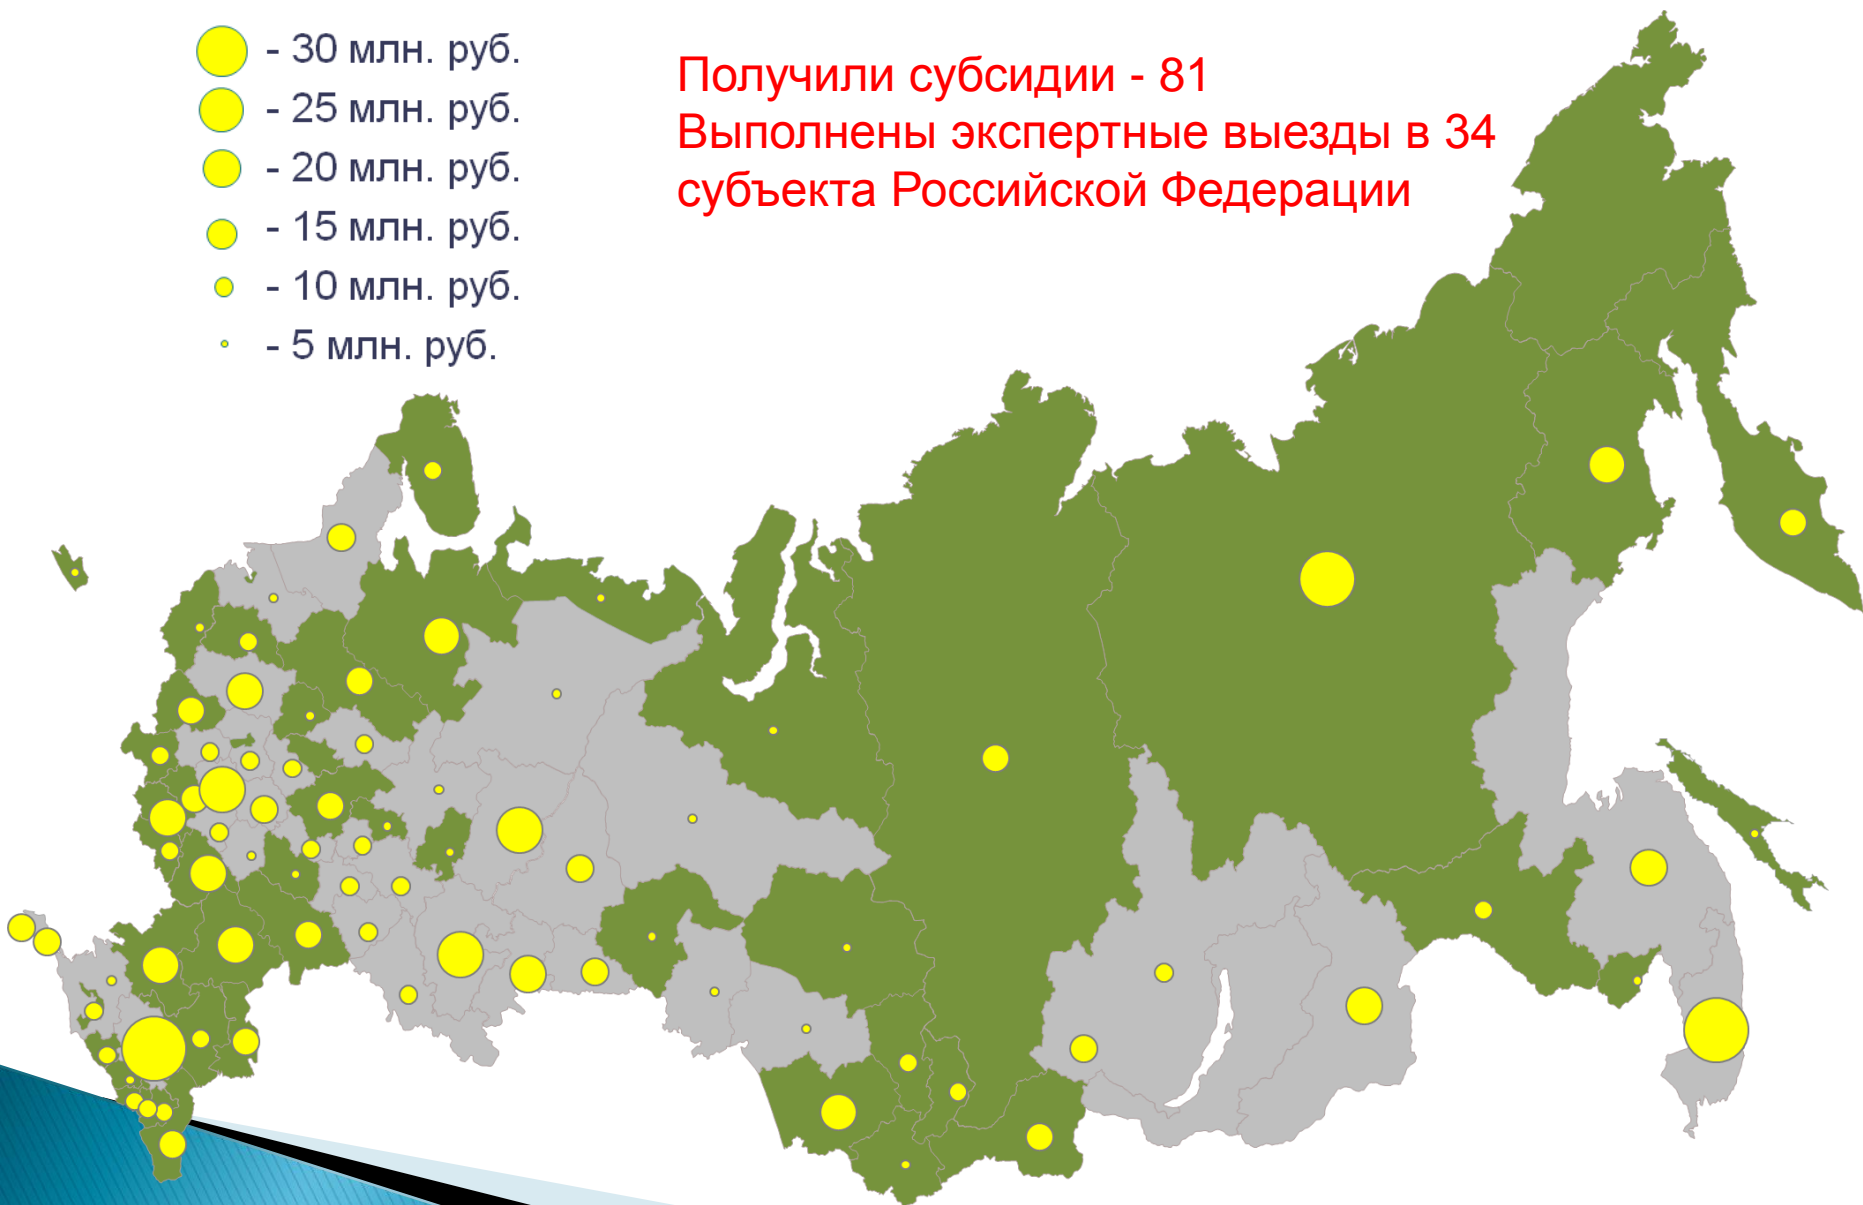 - 30 млн. руб.
- 25 млн. руб.
- 20 млн. руб.
- 15 млн. руб.
- 10 млн. руб.
- 5 млн. руб.
Получили субсидии - 81
Выполнены экспертные выезды в 34
субъекта Российской Федерации